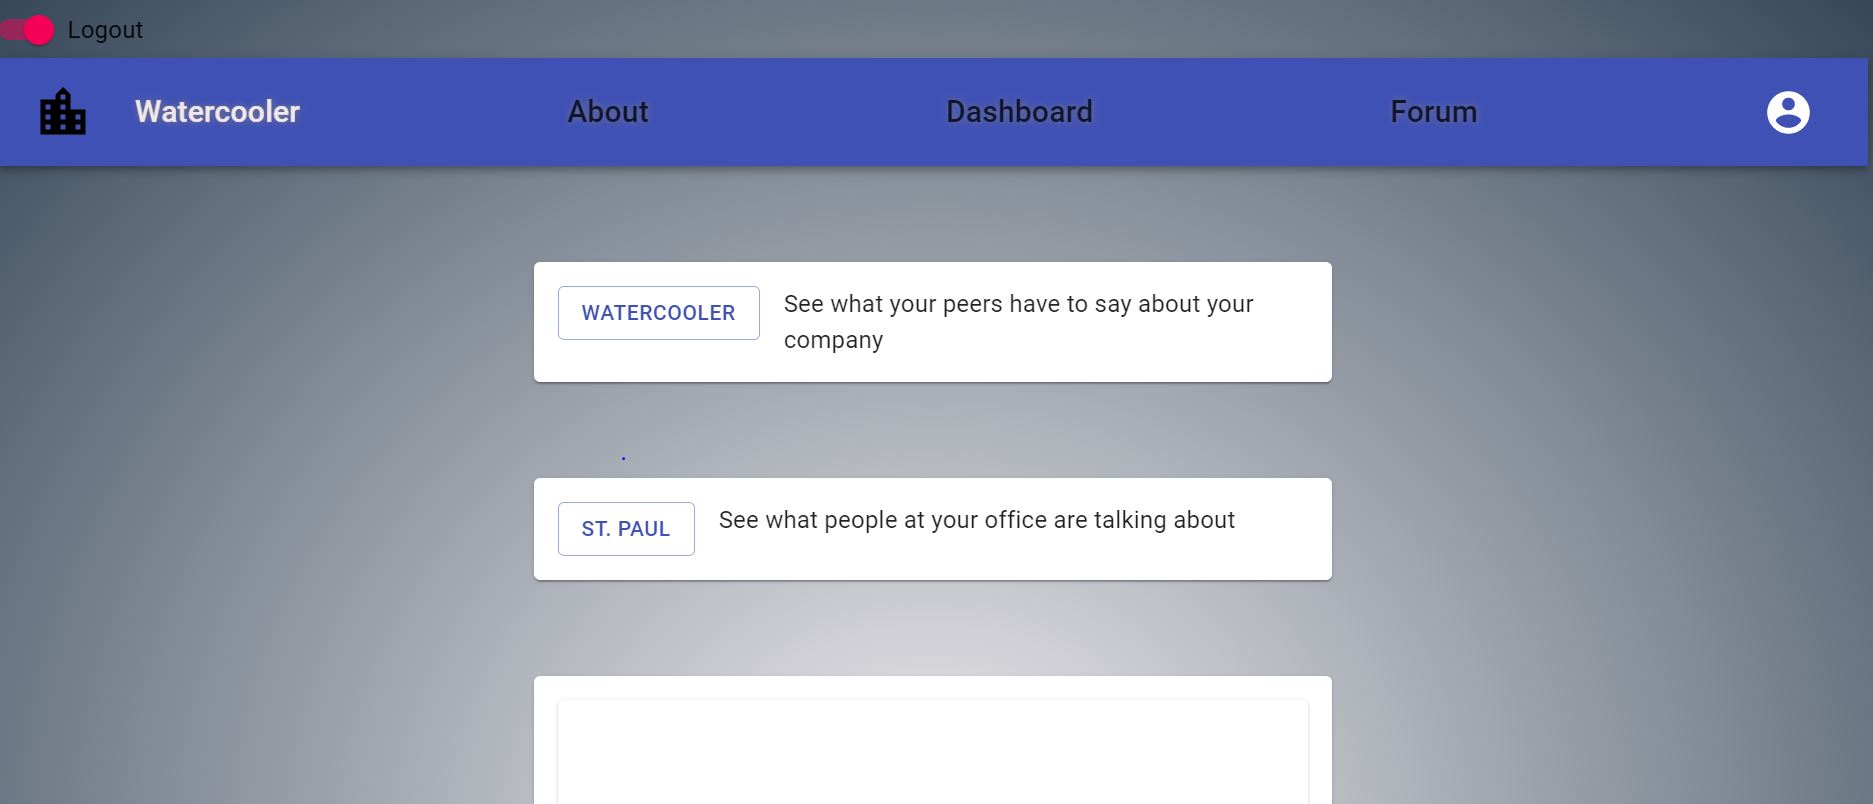 Logout
Watercooler About Dashboard Forum
WATERCOOLER See what your peers have to say about your
company
ST. PAUL See what people at your office are talking about